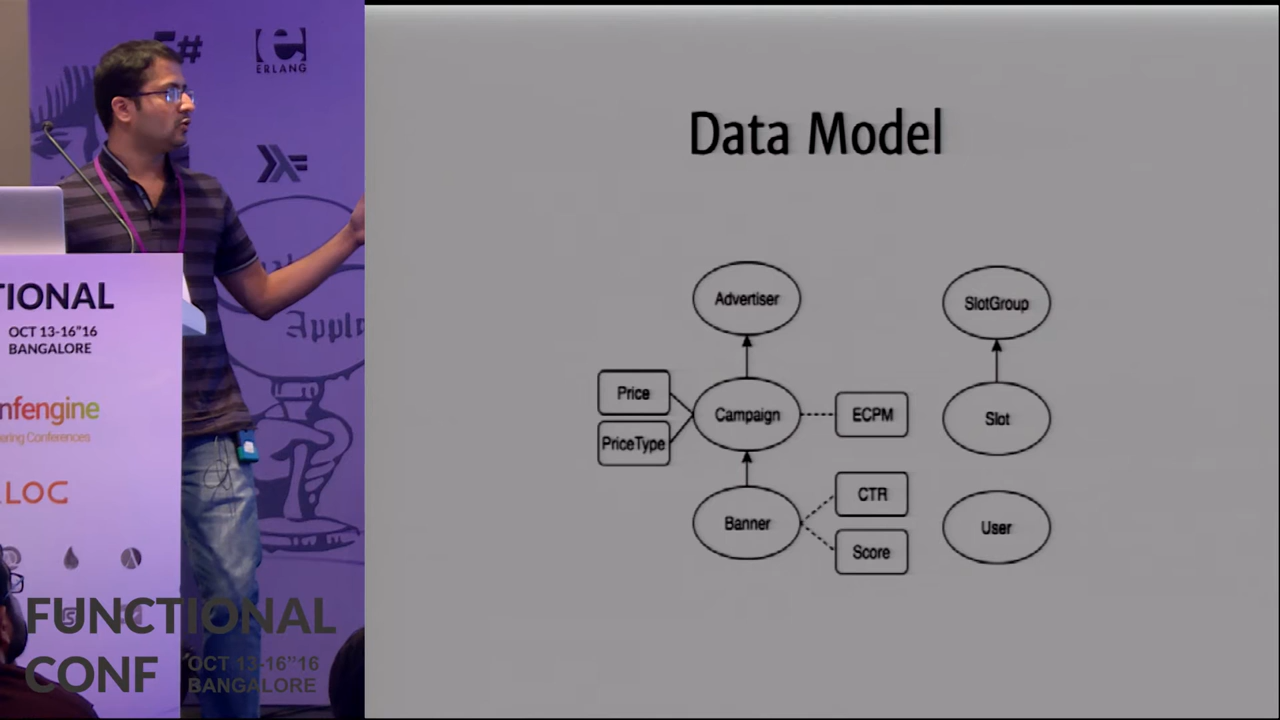 F#
e
ERLANG
TIONAL
OCT 13-16"16
BANGALORE
nfengine
ering Conferences
LOC
Apple
FUNCTIONAL
CONF
OCT 13-16"16
BANGALORE
Data Model
Advertiser
SlotGroup
Price
PriceType
Campaign
ECPM
Slot
Banner
CTR
Score
User